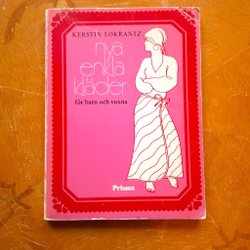 KERSTIN LOKRANTZ
nya
enkla
kläder
för barn och vuxna
Prisma